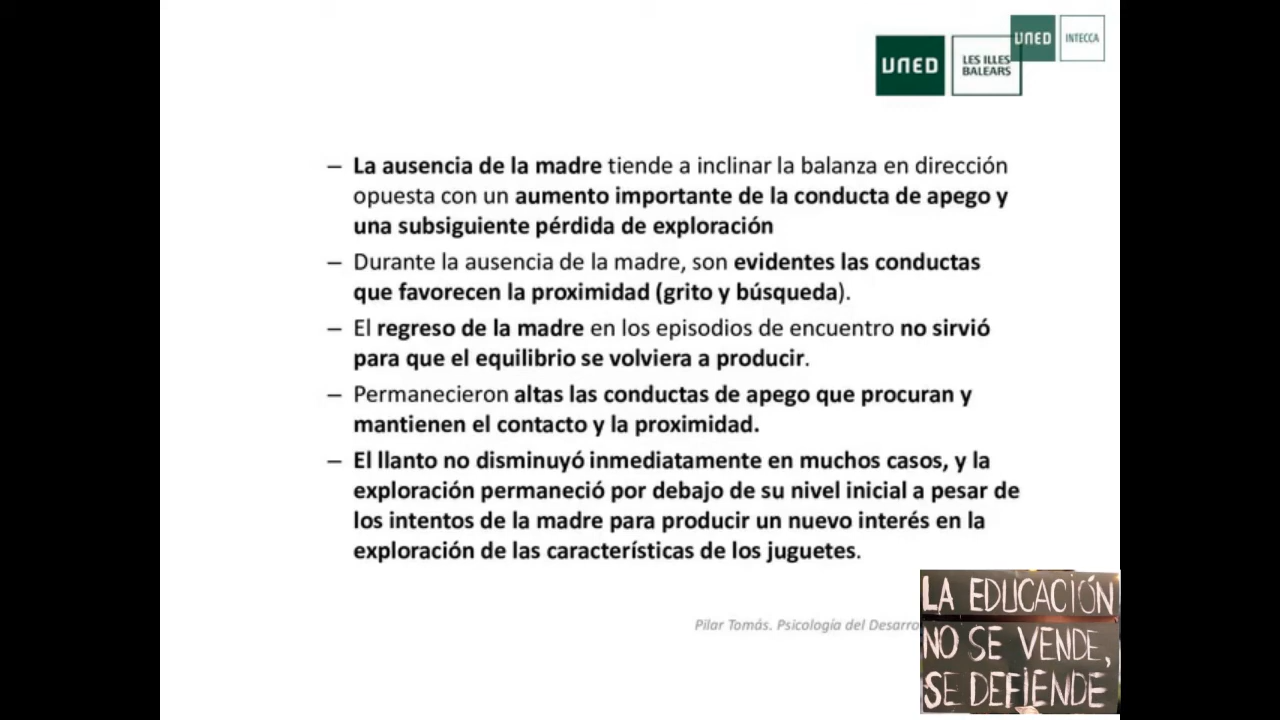 UNED
INTECCA
UNED
LES ILLES
BALEARS
– La ausencia de la madre tiende a inclinar la balanza en dirección
opuesta con un aumento importante de la conducta de apego y
una subsiguiente pérdida de exploración
– Durante la ausencia de la madre, son evidentes las conductas
que favorecen la proximidad (grito y búsqueda).
– El regreso de la madre en los episodios de encuentro no sirvió
para que el equilibrio se volviera a producir.
– Permanecieron altas las conductas de apego que procuran y
mantienen el contacto y la proximidad.
– El llanto no disminuyó inmediatamente en muchos casos, y la
exploración permaneció por debajo de su nivel inicial a pesar de
los intentos de la madre para producir un nuevo interés en la
exploración de las características de los juguetes.
Pilar Tomás. Psicología del
LA EDUCACIÓN
NO SE VENDE,
SE DEFIENDE